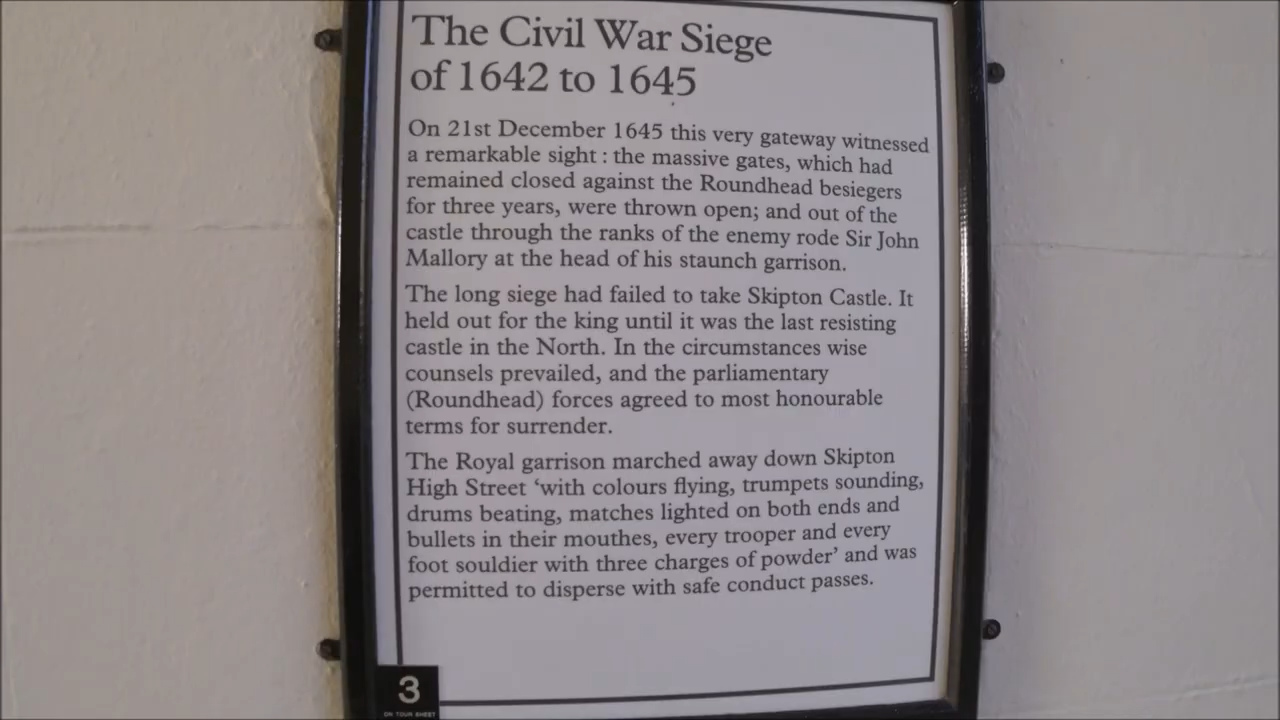 The Civil War Siege
of 1642 to 1645
On 21st December 1645 this very gateway witnessed
a remarkable sight : the massive gates, which had
remained closed against the Roundhead besiegers
for three years, were thrown open; and out of the
castle through the ranks of the enemy rode Sir John
Mallory at the head of his staunch garrison.
The long siege had failed to take Skipton Castle. It
held out for the king until it was the last resisting
castle in the North. In the circumstances wise
counsels prevailed, and the parliamentary
(Roundhead) forces agreed to most honourable
terms for surrender.
The Royal garrison marched away down Skipton
High Street ‘with colours flying, trumpets sounding,
drums beating, matches lighted on both ends and
bullets in their mouthes, every trooper and every
foot souldier with three charges of powder’ and was
permitted to disperse with safe conduct passes.
3
ON TOUR SHEET